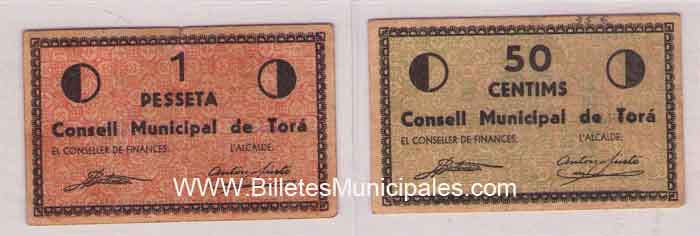 1
PESSETA
Consell Municipal de Torá
EL CONSELLER DE FINANCES, L'ALCALDE,
50
CENTIMS
Consell Municipal de Torá
EL CONSELLER DE FINANCES, L'ALCALDE,
WWW.BilletesMunicipales.com